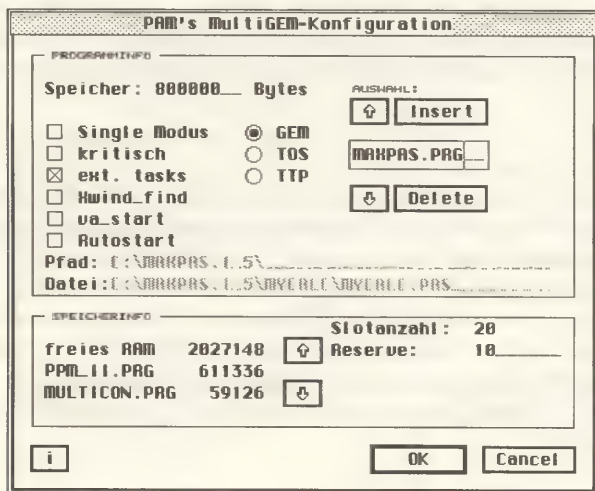 PAM's MultiGEM-Konfiguration
PROGRAMMINFO
Speicher: 800000__ Bytes
AUSWAHL:
Insert
Single Modus
GEM
kritisch
TOS
MAXPAS.PRG__
ext. tasks
TTP
Xwind_find
Delete
va_start
Autostart
Pfad:
Datei:
SPEICHERINFO
Slotanzahl: 20
freies RAM 2027148
Reserve: 10
PPM_II.PRG 611336
MULTICON.PRG 59126
i
OK
Cancel